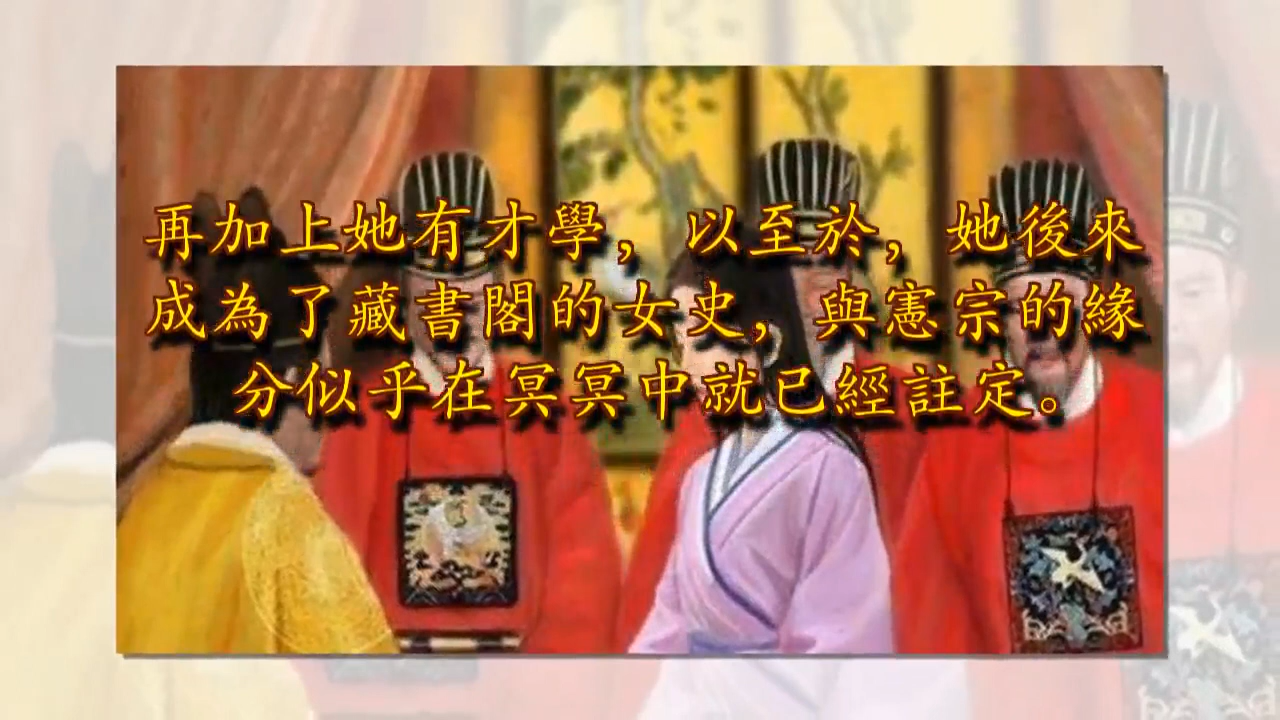 再加上她有才學，以至於，她後來
成為了藏書閣的女史，與憲宗的緣
分似乎在冥冥中就已經註定。